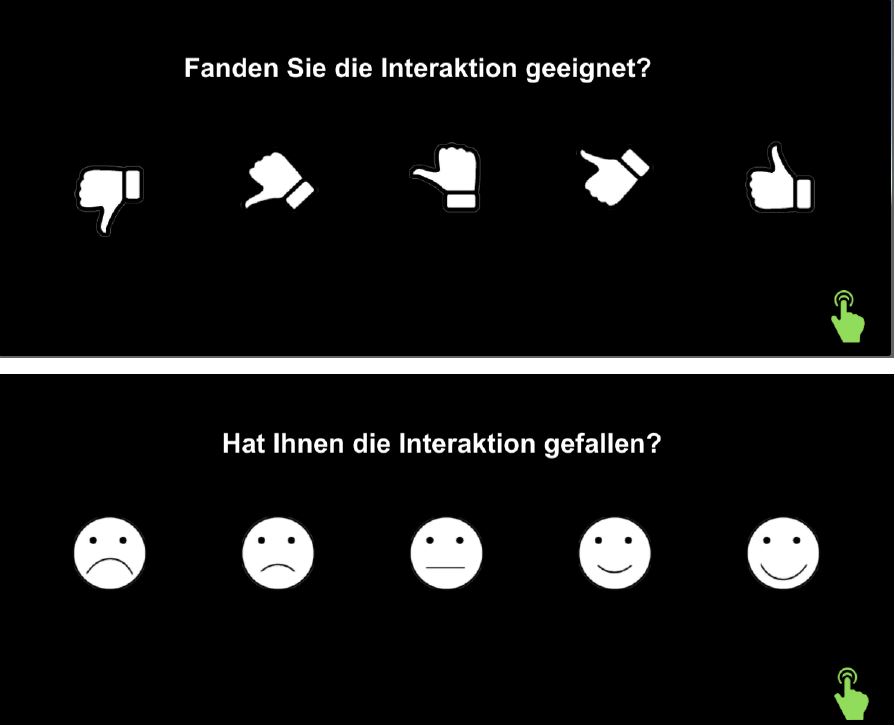 Fanden Sie die Interaktion geeignet?
Hat Ihnen die Interaktion gefallen?